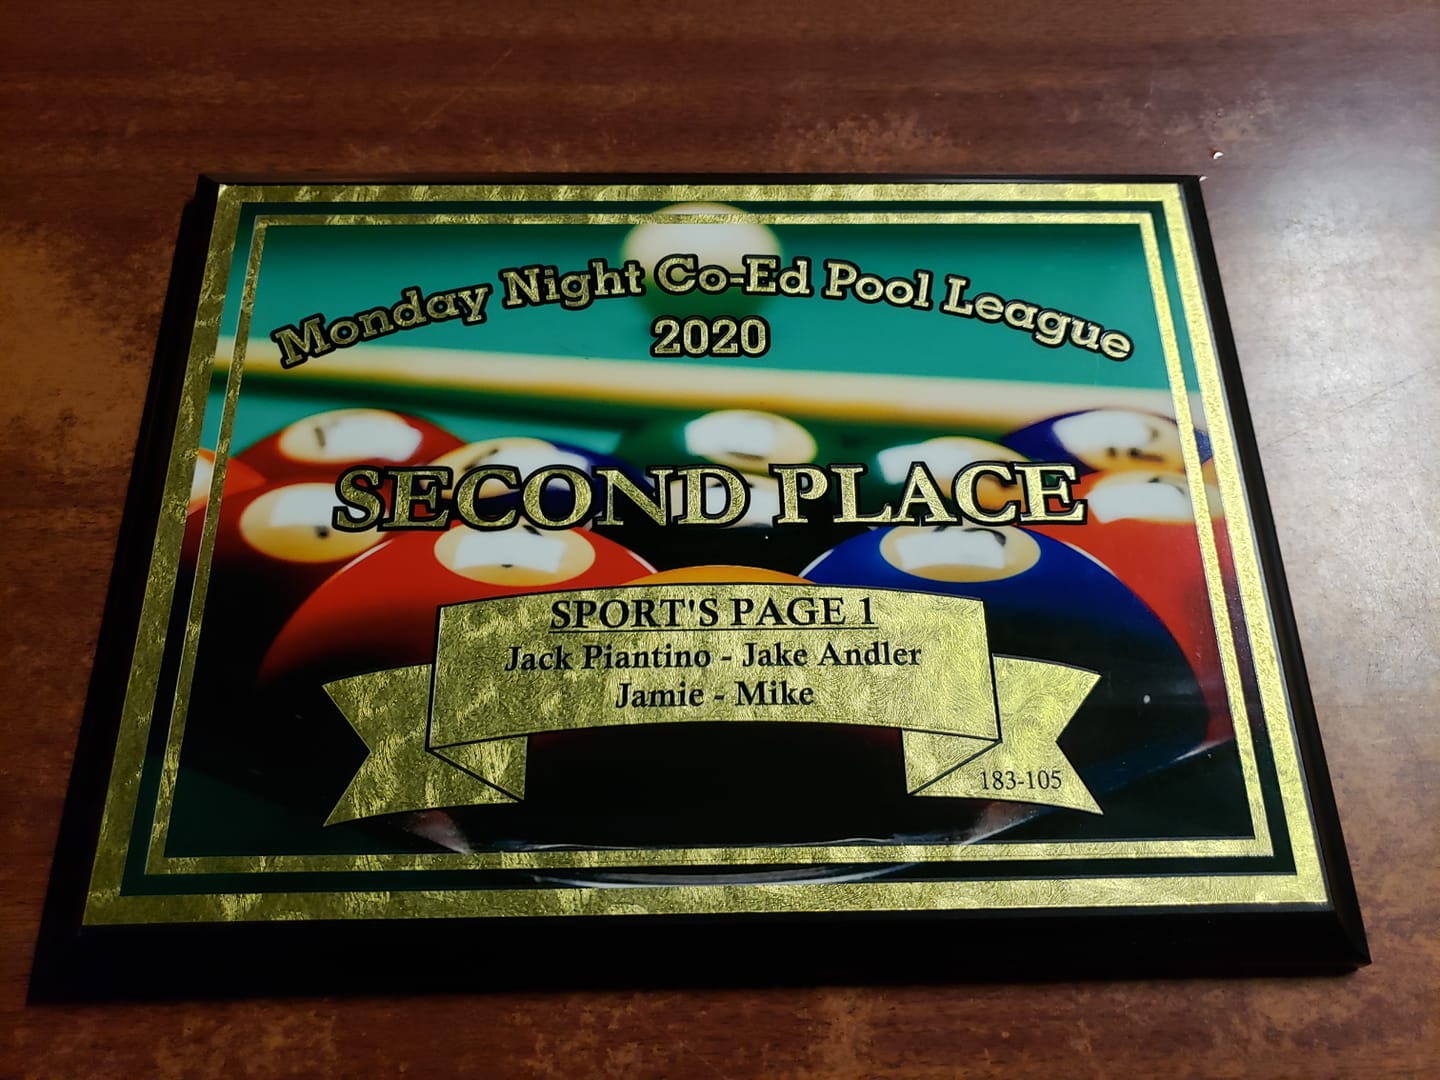 Monday Night Co-Ed Pool League
2020
SECOND PLACE
SPORT'S PAGE 1
Jack Piantino - Jake Andler
Jamie - Mike
183-105